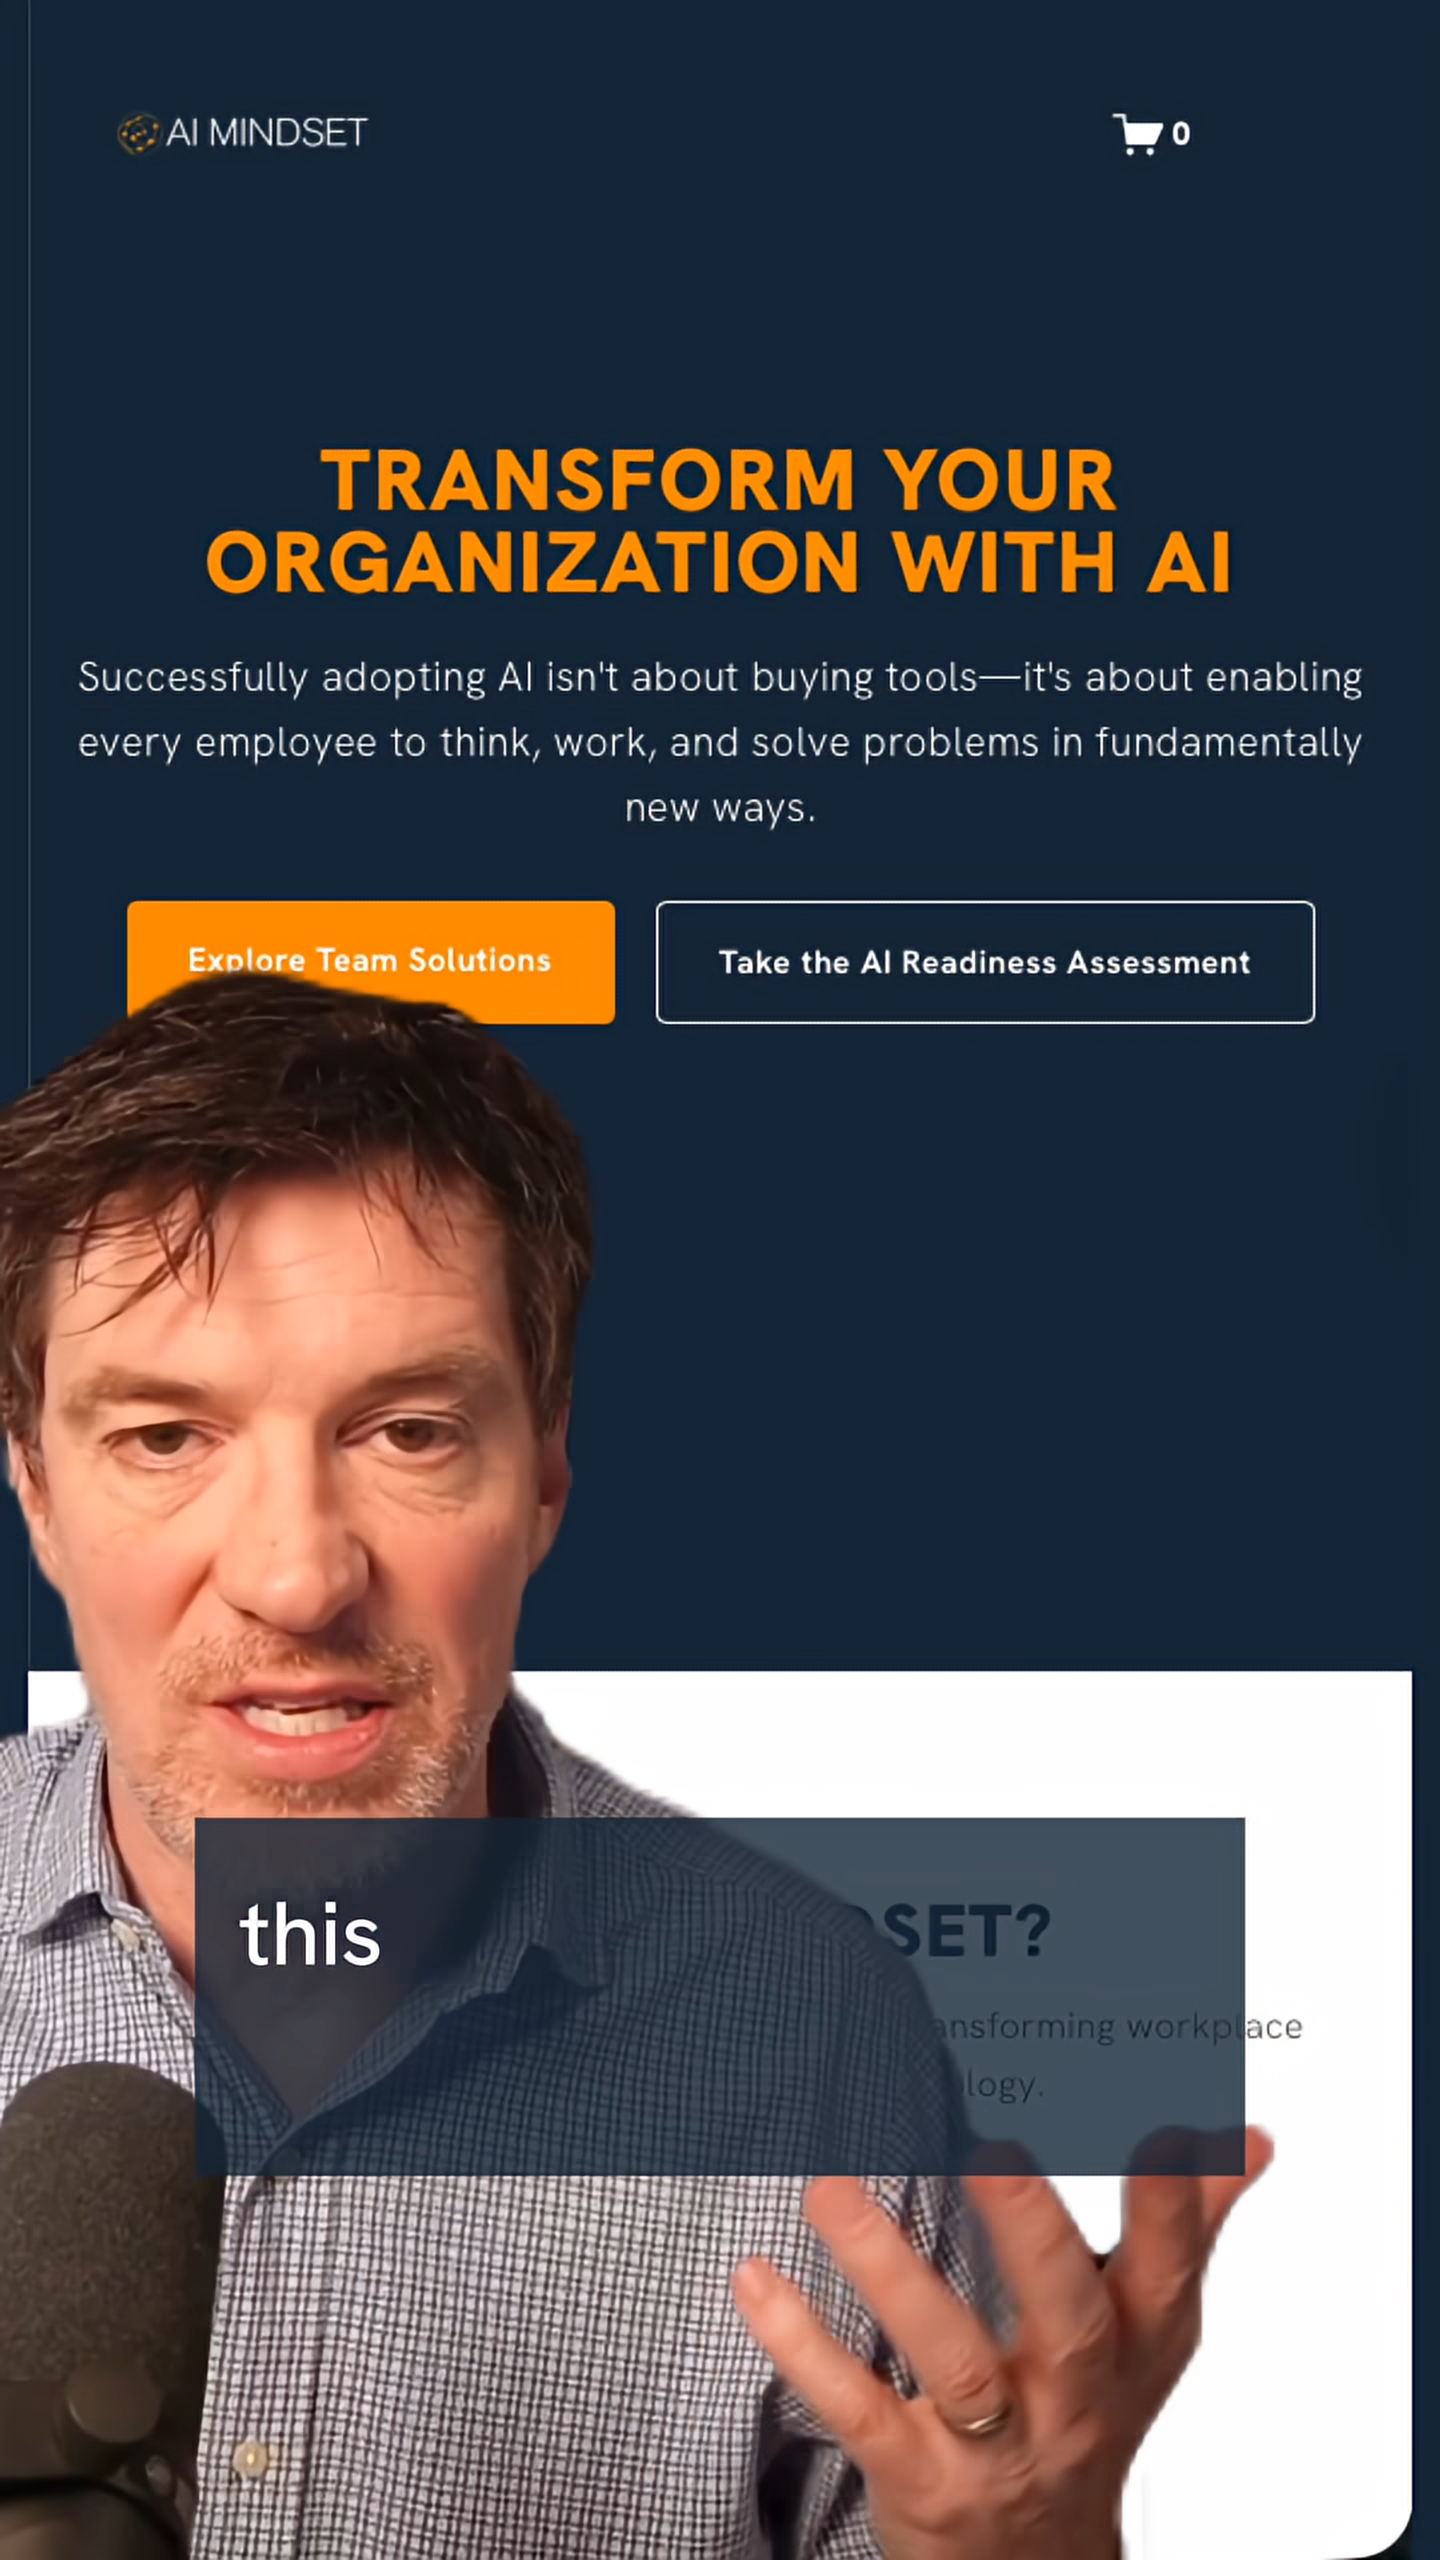 AI MINDSET
0
TRANSFORM YOUR
ORGANIZATION WITH AI
Successfully adopting AI isn't about buying tools—it's about enabling
every employee to think, work, and solve problems in fundamentally
new ways.
Explore Team Solutions
Take the AI Readiness Assessment
this
workplace